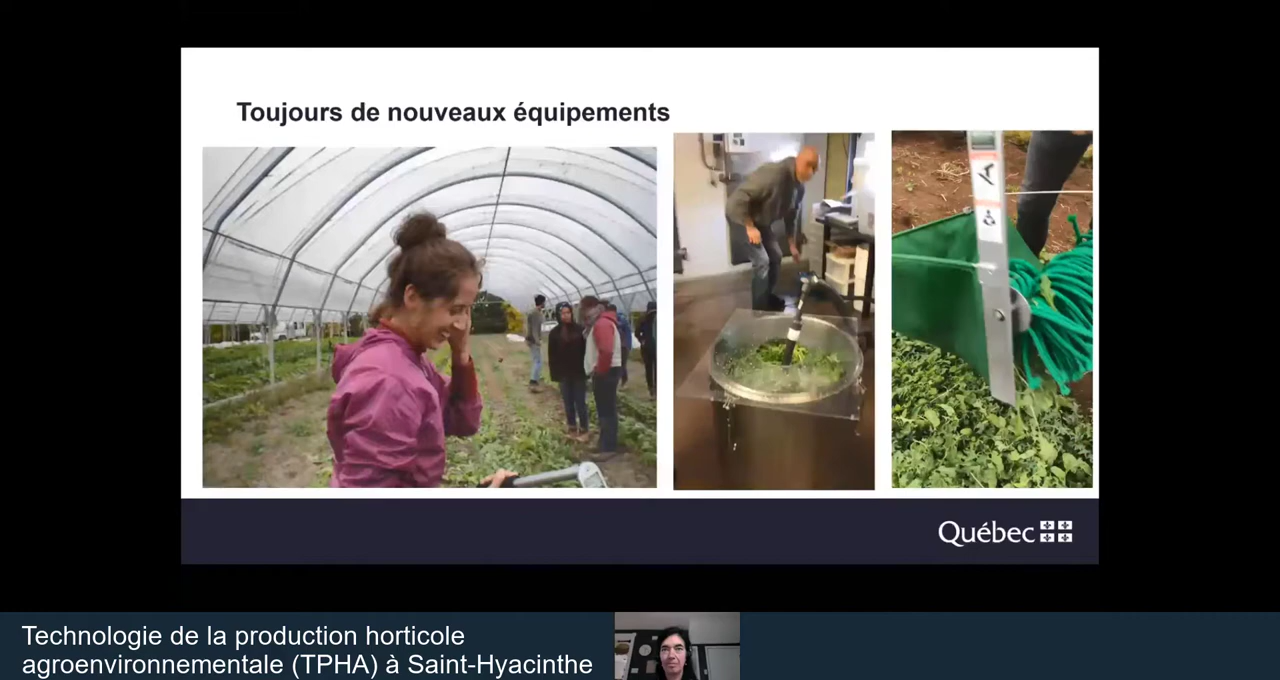 Toujours de nouveaux équipements
Québec
Technologie de la production horticole
agroenvironnementale (TPHA) à Saint-Hyacinthe